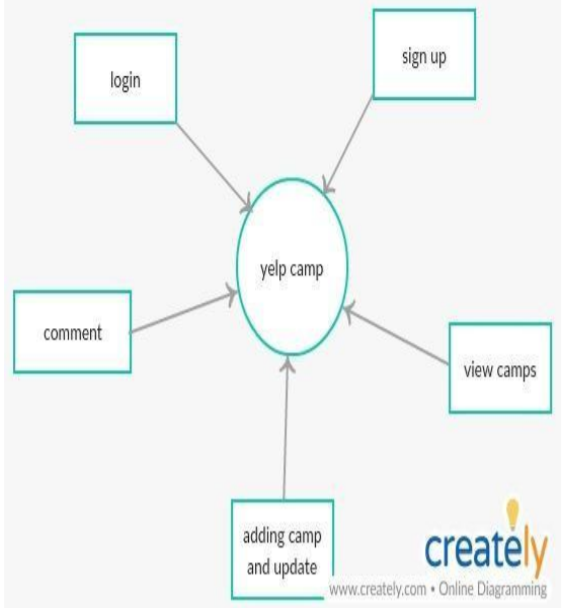 sign up
login
yelp camp
comment
view camps
adding camp
and update
creately
www.creately.com • Online Diagramming